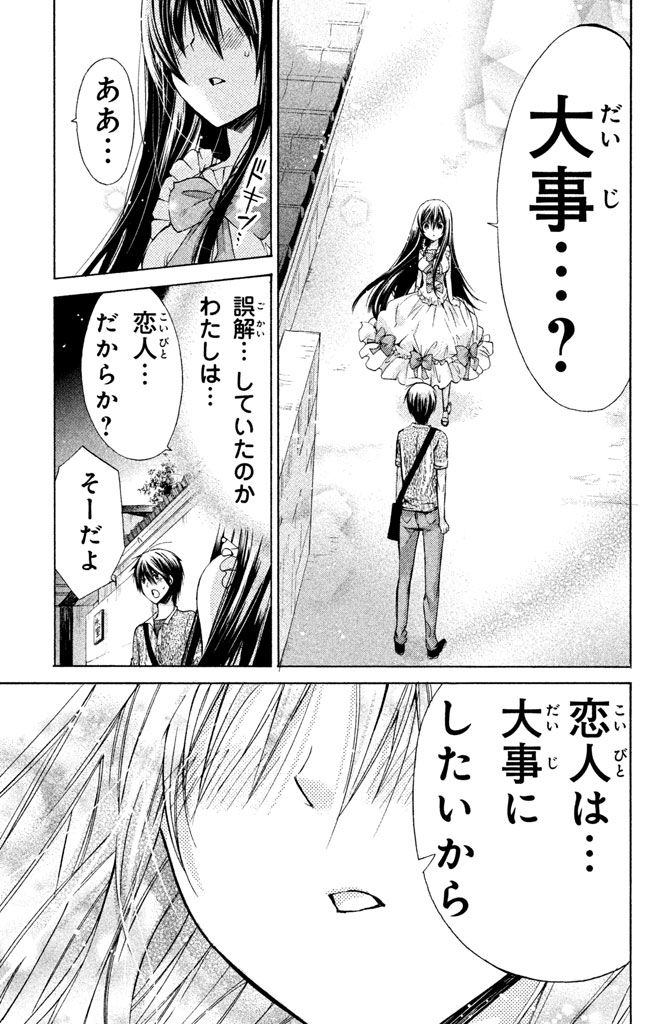 大事…?
ああ…
ドキン!…
誤解…していたのか
わたしは…
恋人…
だからか?
そーだよ
恋人は…
大事に
したいから